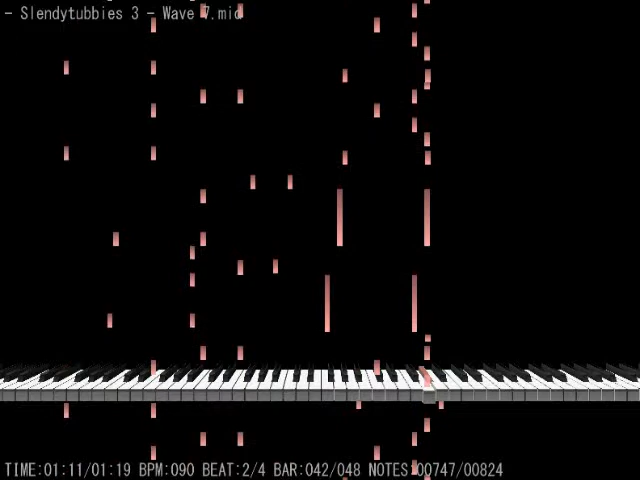 - Slendytubbies 3 - Wave 7.mid
TIME:01:11/01:19 BPM:090 BEAT:2/4 BAR:042/048 NOTES:00747/00824